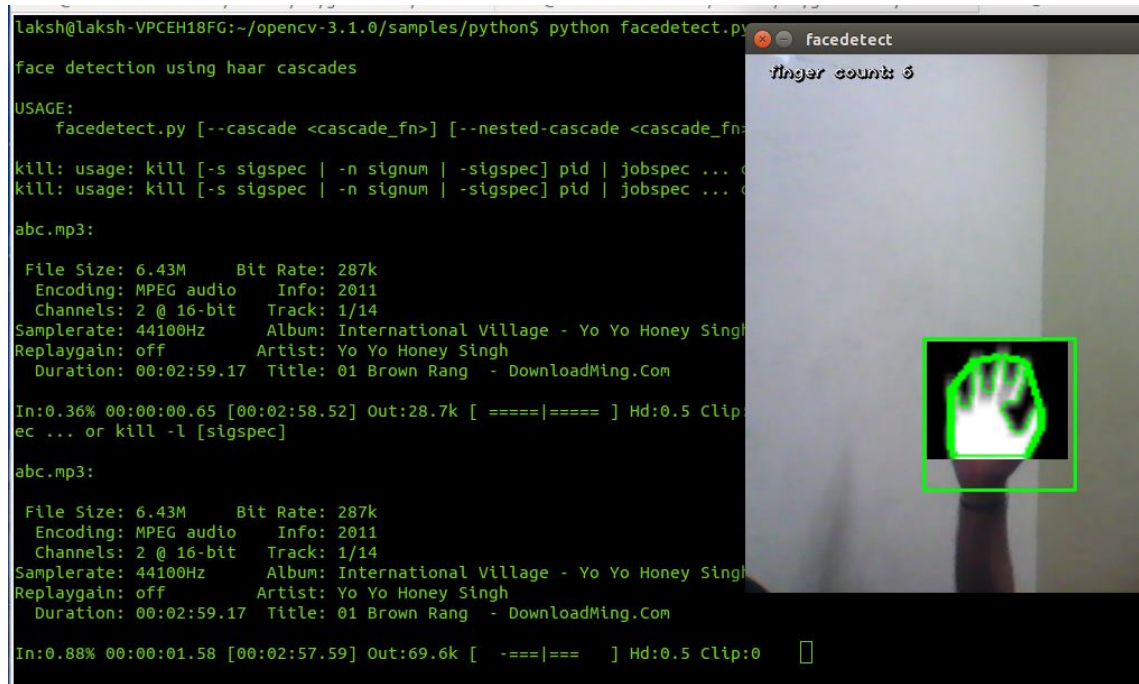 laksh@laksh-VPCEH18FG:~/opencv-3.1.0/samples/python$ python facedetect.py
face detection using haar cascades
USAGE:
facedetect.py [--cascade <cascade_fn>] [--nested-cascade <cascade_fn>
kill: usage: kill [-s sigspec | -n signum | -sigspec] pid | jobspec ...
kill: usage: kill [-s sigspec | -n signum | -sigspec] pid | jobspec ...
abc.mp3:
File Size: 6.43M Bit Rate: 287k
Encoding: MPEG audio Info: 2011
Channels: 2 @ 16-bit Track: 1/14
Samplerate: 44100Hz Album: International Village - Yo Yo Honey Singh
Replaygain: off Artist: Yo Yo Honey Singh
Duration: 00:02:59.17 Title: 01 Brown Rang - DownloadMing.Com
In:0.36% 00:00:00.65 [00:02:58.52] Out:28.7k [ =====|===== ] Hd:0.5 Clip:
ec ... or kill -l [sigspec]
abc.mp3:
File Size: 6.43M Bit Rate: 287k
Encoding: MPEG audio Info: 2011
Channels: 2 @ 16-bit Track: 1/14
Samplerate: 44100Hz Album: International Village - Yo Yo Honey Singh
Replaygain: off Artist: Yo Yo Honey Singh
Duration: 00:02:59.17 Title: 01 Brown Rang - DownloadMing.Com
In:0.88% 00:00:01.58 [00:02:57.59] Out:69.6k [ -===|=== ] Hd:0.5 Clip:0
facedetect
finger count: 6